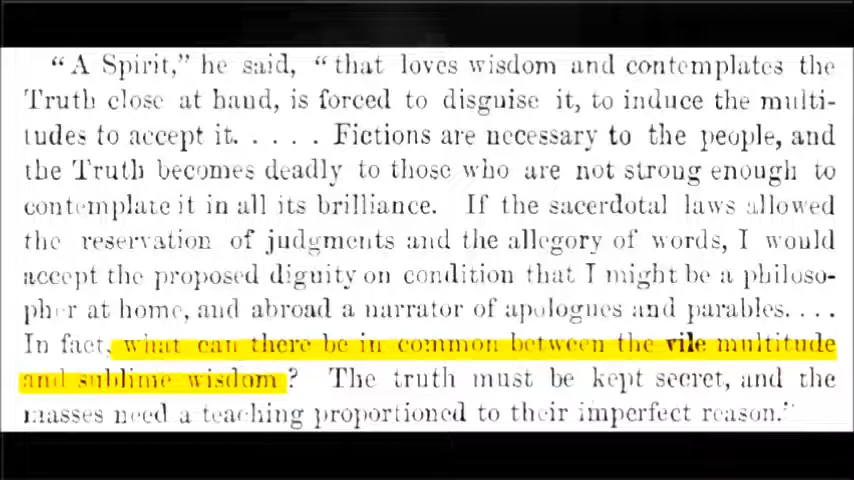 “A Spirit,” he said, “that loves wisdom and contemplates the
Truth close at hand, is forced to disguise it, to induce the multi-
tudes to accept it. . . . . Fictions are necessary to the people, and
the Truth becomes deadly to those who are not strong enough to
contemplate it in all its brilliance. If the sacerdotal laws allowed
the reservation of judgments and the allegory of words, I would
accept the proposed dignity on condition that I might be a philoso-
pher at home, and abroad a narrator of apologues and parables. . . .
In fact, what can there be in common between the vile multitude
and sublime wisdom? The truth must be kept secret, and the
masses need a teaching proportioned to their imperfect reason.”